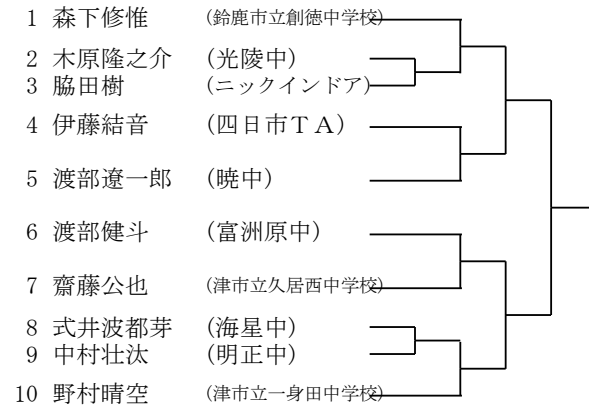 1 森下修惟 (鈴鹿市立創徳中学校)
2 木原隆之介 (光陵中)
3 脇田樹 (ニックインドア)
4 伊藤結音 (四日市ＴＡ)
5 渡部遼一郎 (暁中)
6 渡部健斗 (富洲原中)
7 齋藤公也 (津市立久居西中学校)
8 式井波都芽 (海星中)
9 中村壮汰 (明正中)
10 野村晴空 (津市立一身田中学校)